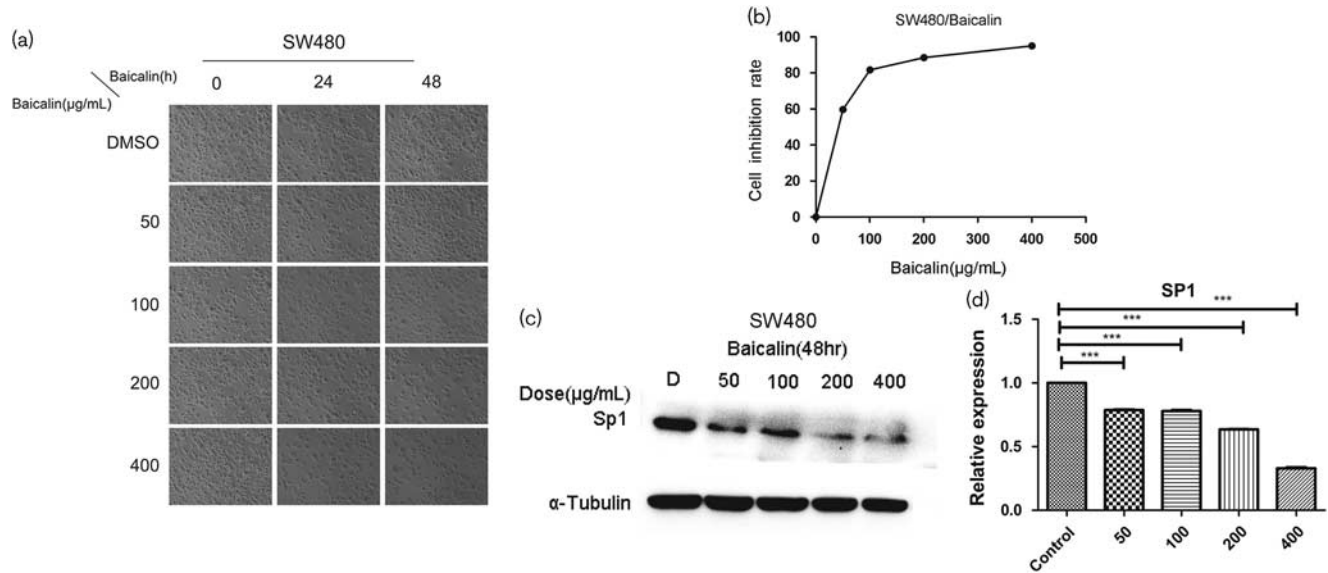 (a)
SW480
Baicalin(h)
Baicalin(µg/mL)
0 24 48
DMSO
50
100
200
400
(b)
SW480/Baicalin
Cell inhibition rate
100
80
60
40
20
0
0 100 200 300 400 500
Baicalin(µg/mL)
(c)
SW480
Baicalin(48hr)
D 50 100 200 400
Dose(µg/mL)
Sp1
α-Tubulin
(d)
SP1
***
***
***
***
Relative expression
1.5
1.0
0.5
0.0
Control 50 100 200 400